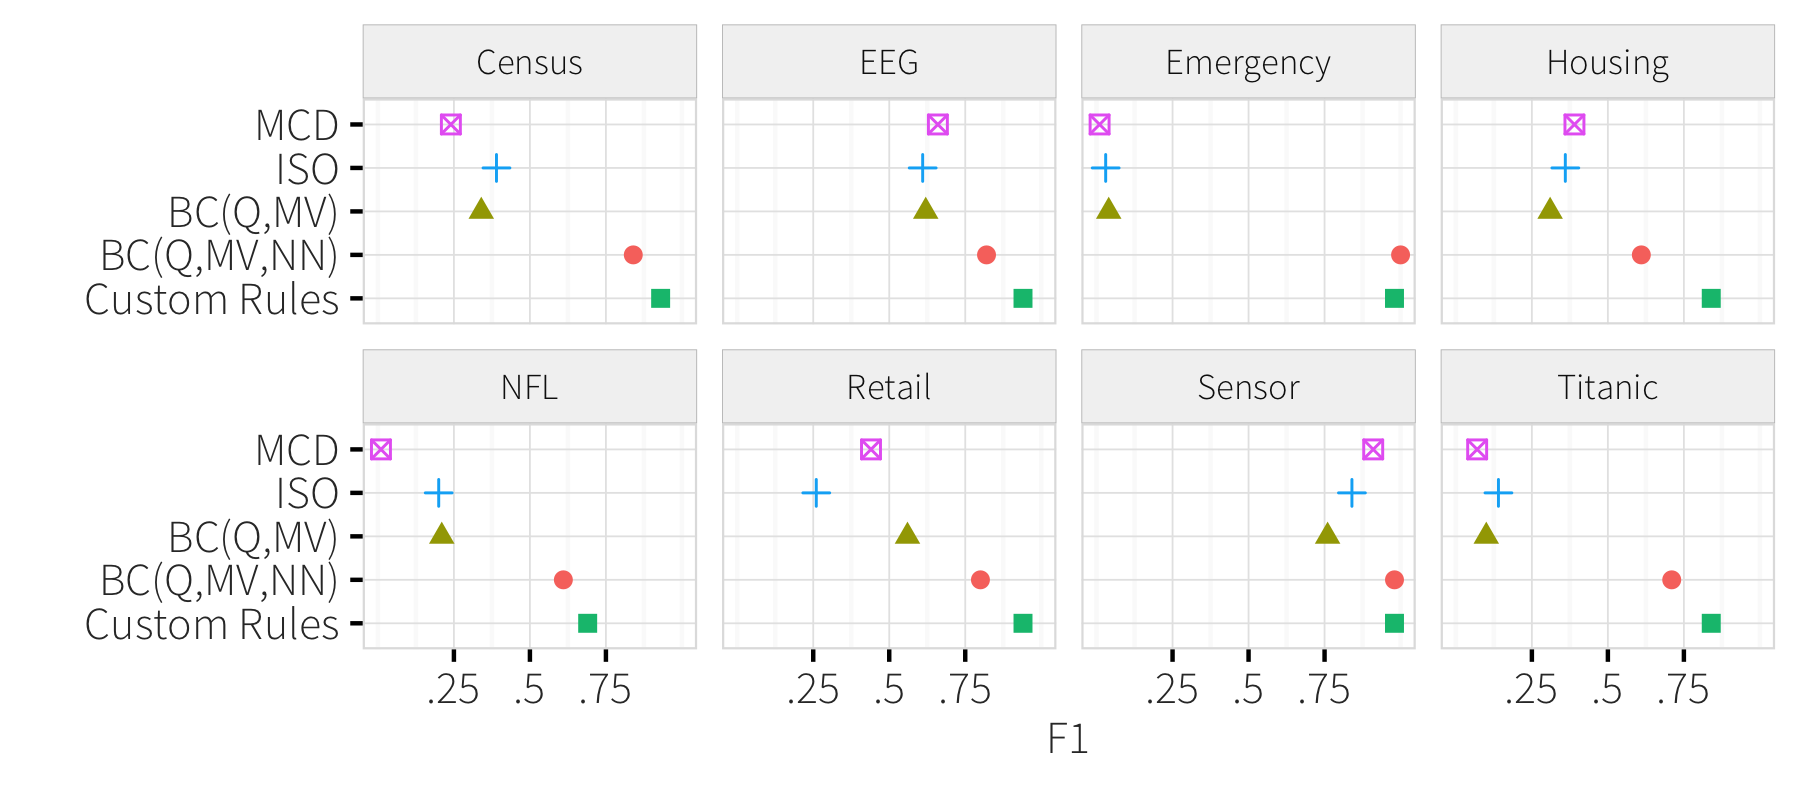 Census EEG Emergency Housing
MCD
ISO
BC(Q,MV)
BC(Q,MV,NN)
Custom Rules
NFL Retail Sensor Titanic
MCD
ISO
BC(Q,MV)
BC(Q,MV,NN)
Custom Rules
.25 .5 .75 .25 .5 .75 .25 .5 .75 .25 .5 .75
F1